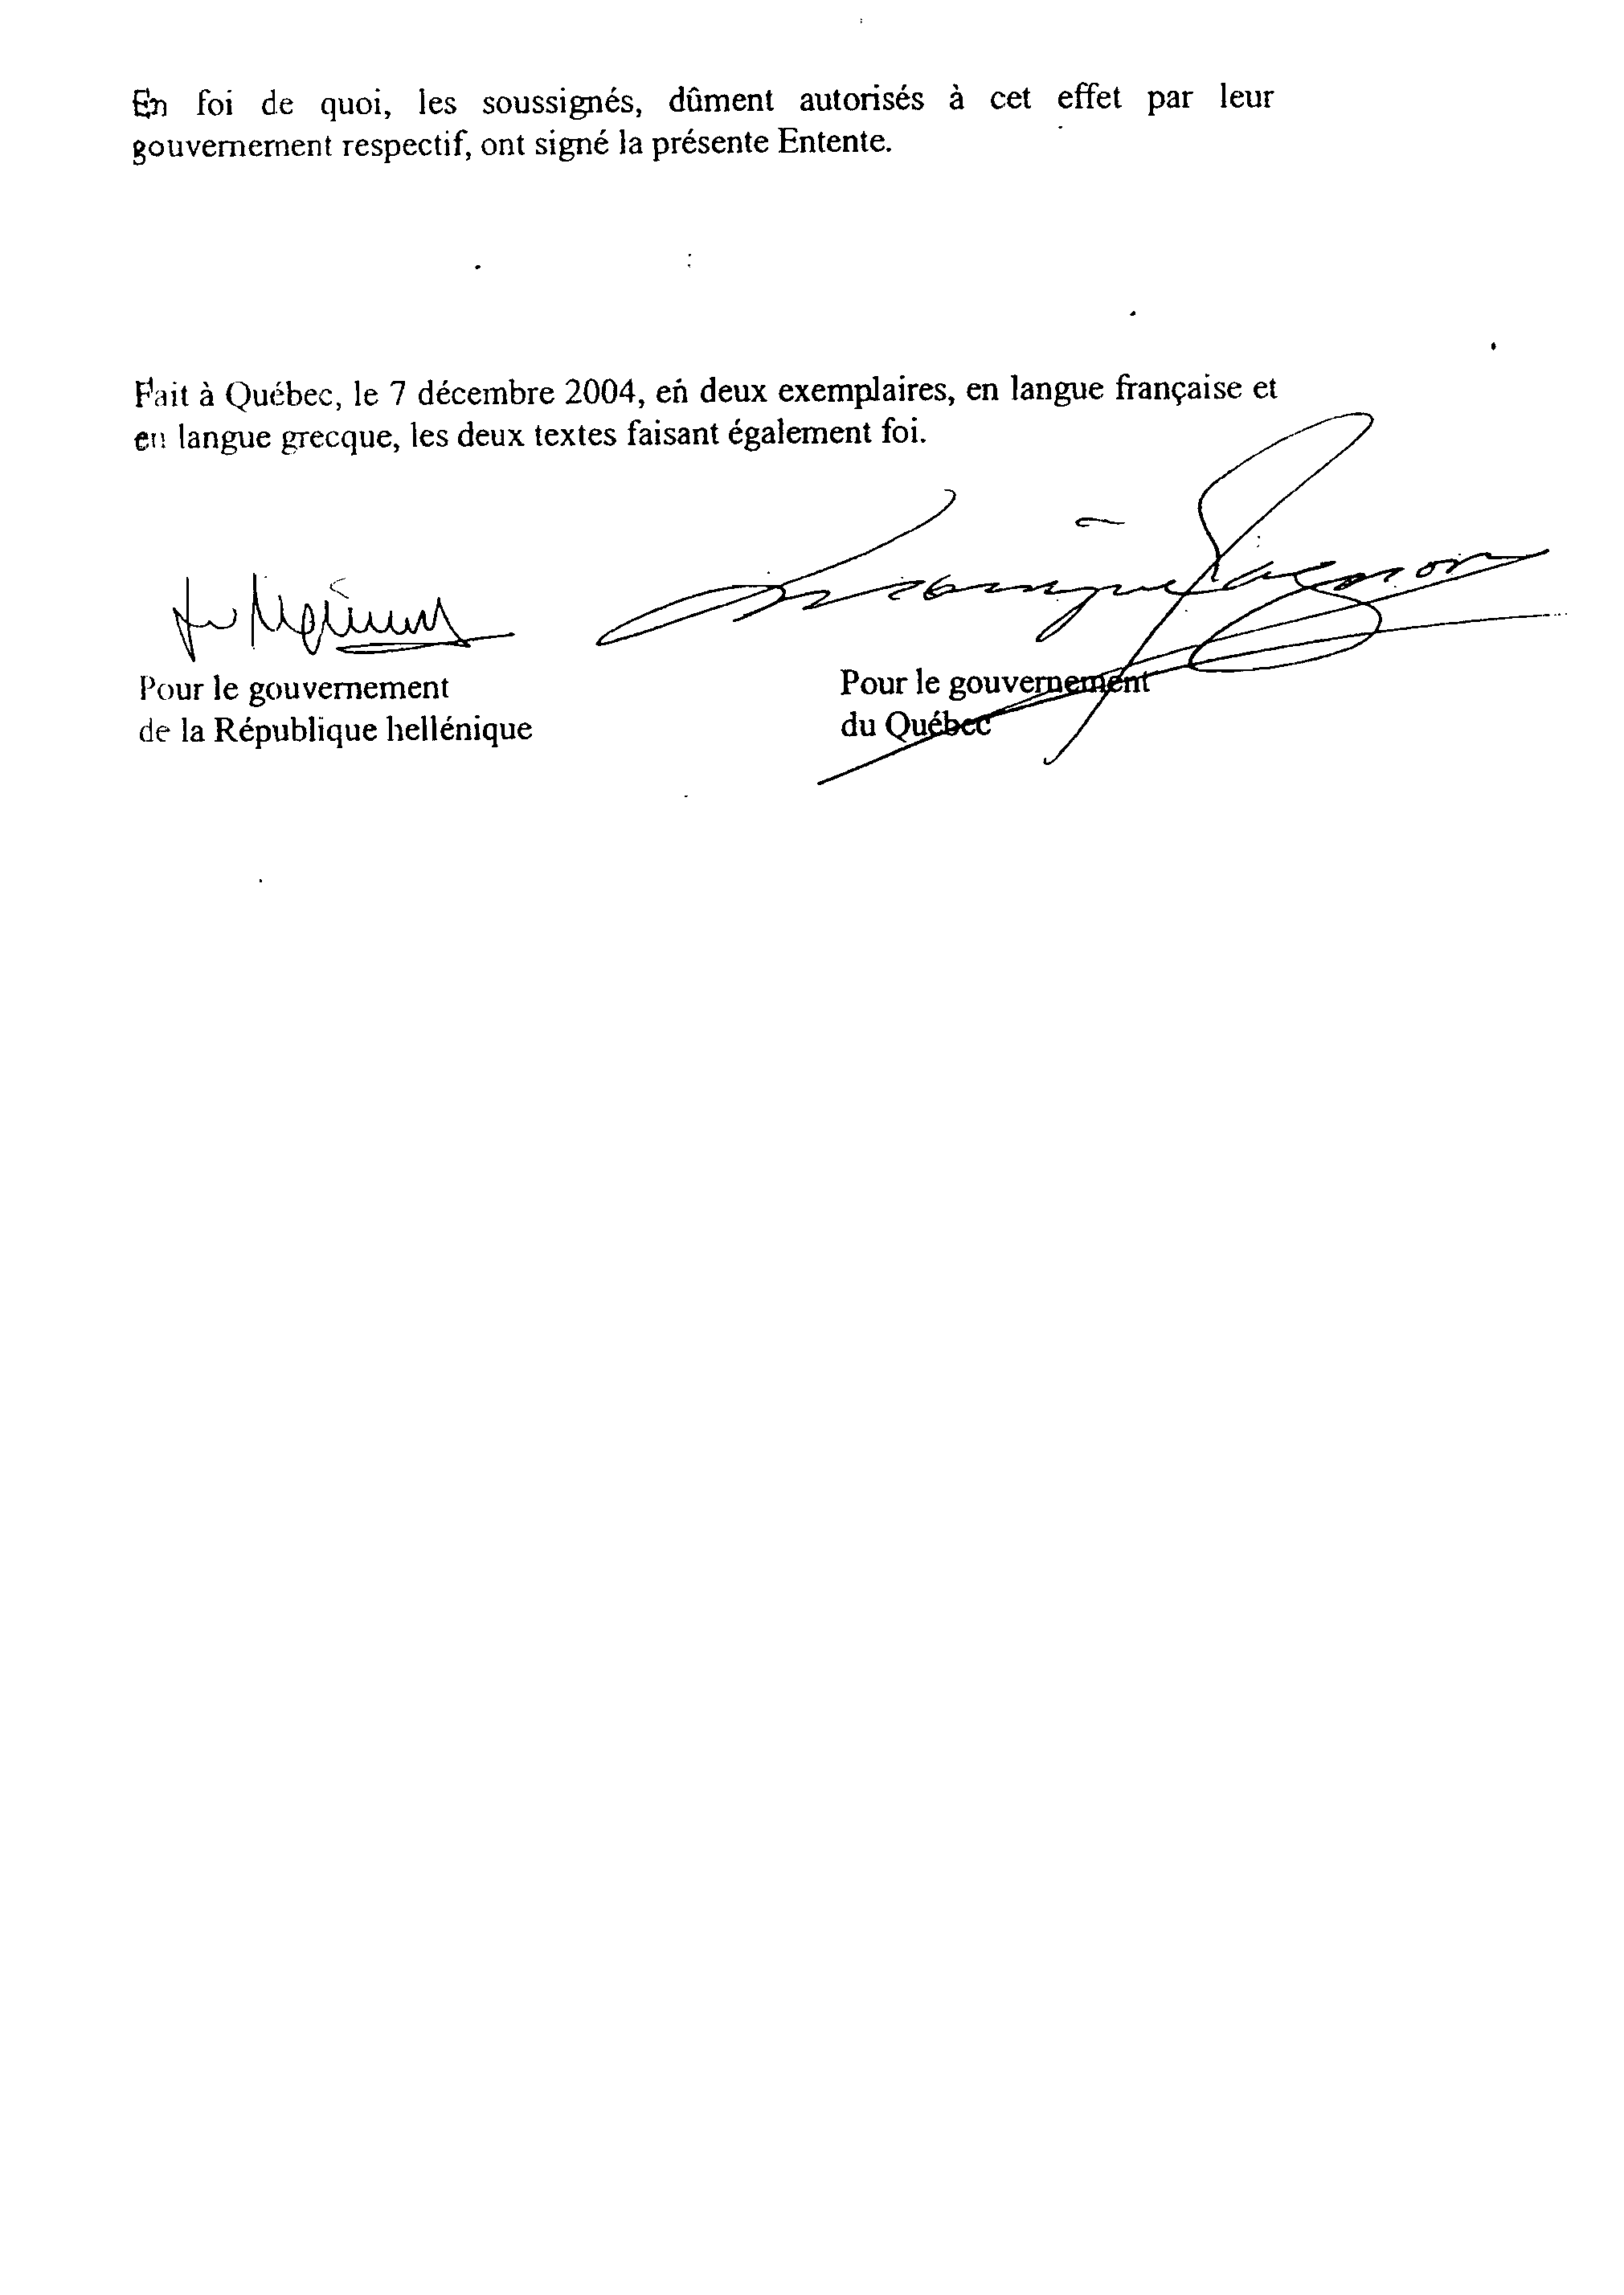 En foi de quoi, les soussignés, dûment autorisés à cet effet par leur
gouvernement respectif, ont signé la présente Entente.
Fait à Québec, le 7 décembre 2004, en deux exemplaires, en langue française et
en langue grecque, les deux textes faisant également foi.
Pour le gouvernement
de la République hellénique
Pour le gouvernement
du Québec